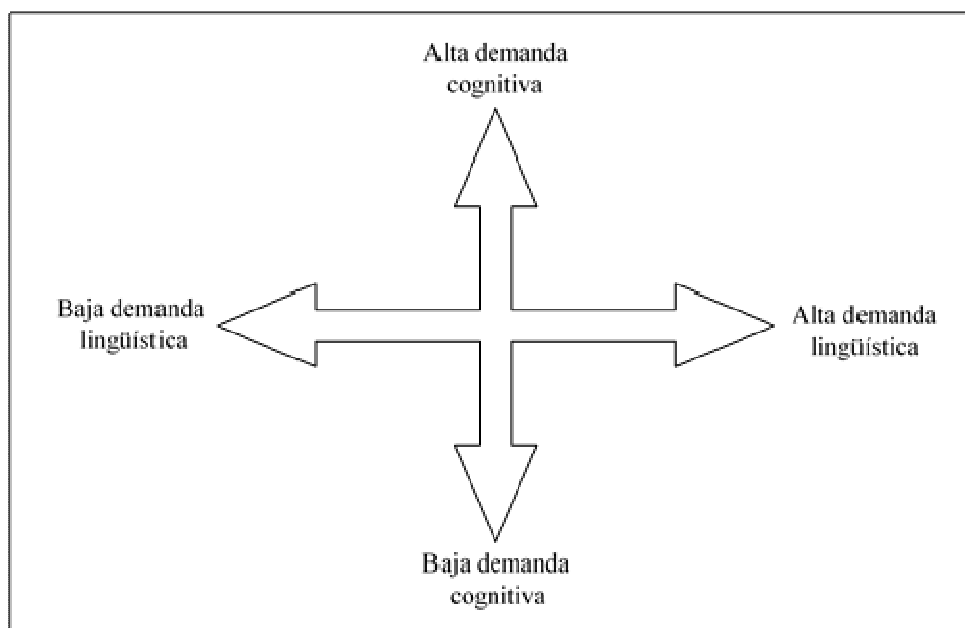 Alta demanda
cognitiva
Baja demanda
lingüística
Alta demanda
lingüística
Baja demanda
cognitiva